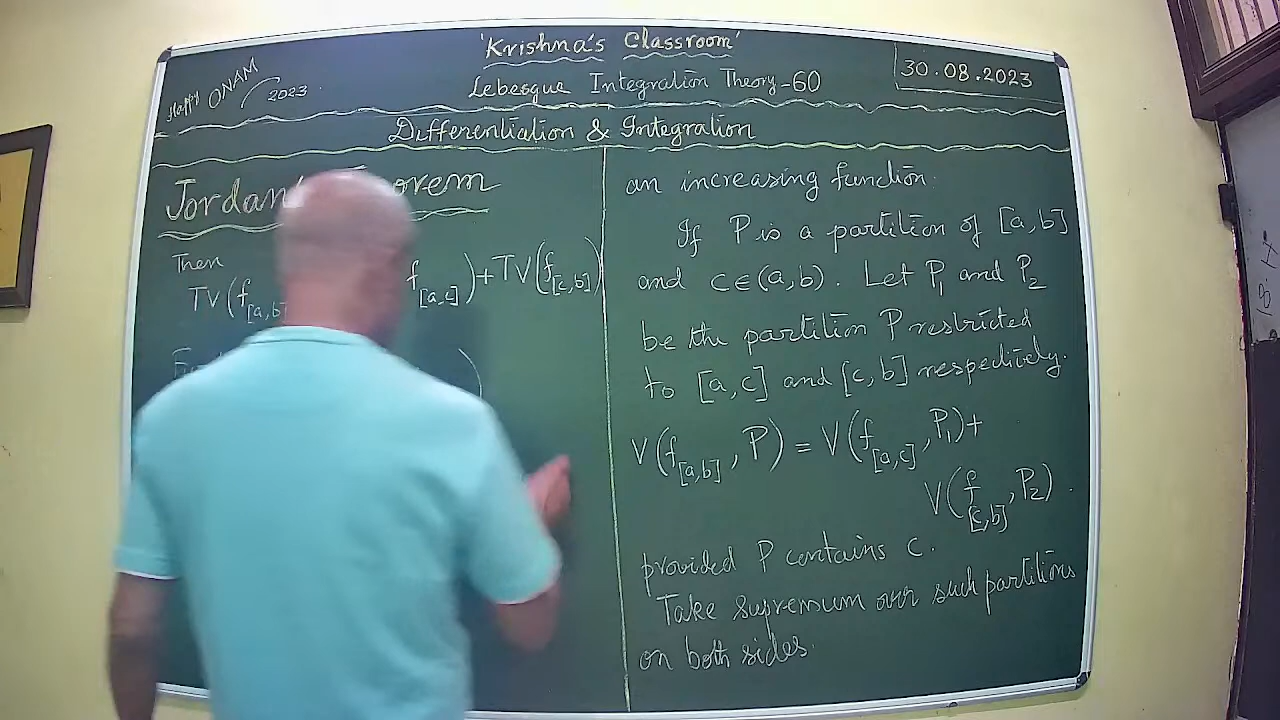 'Krishna's Classroom'
Lebesgue Integration Theory-60
30.08.2023
Happy ONAM 2023
Differentiation & Integration
Then
TV(f[a,b] f[a,c])+TV(f[c,b])
an increasing function.
If P is a partition of [a,b]
and c∈(a,b). Let P1 and P2
be the partition P restricted
to [a,c] and [c,b] respectively.
V(f[a,b], P) = V(f[a,c], P1)+
V(f[c,b], P2).
provided P contains c.
Take supremum over such partitions
on both sides.